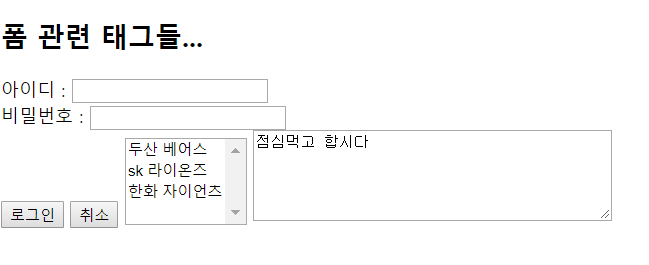 폼 관련 태그들...
아이디 :
비밀번호 :
두산 베어스
sk 라이온즈
한화 자이언츠
점심먹고 합시다
로그인 취소